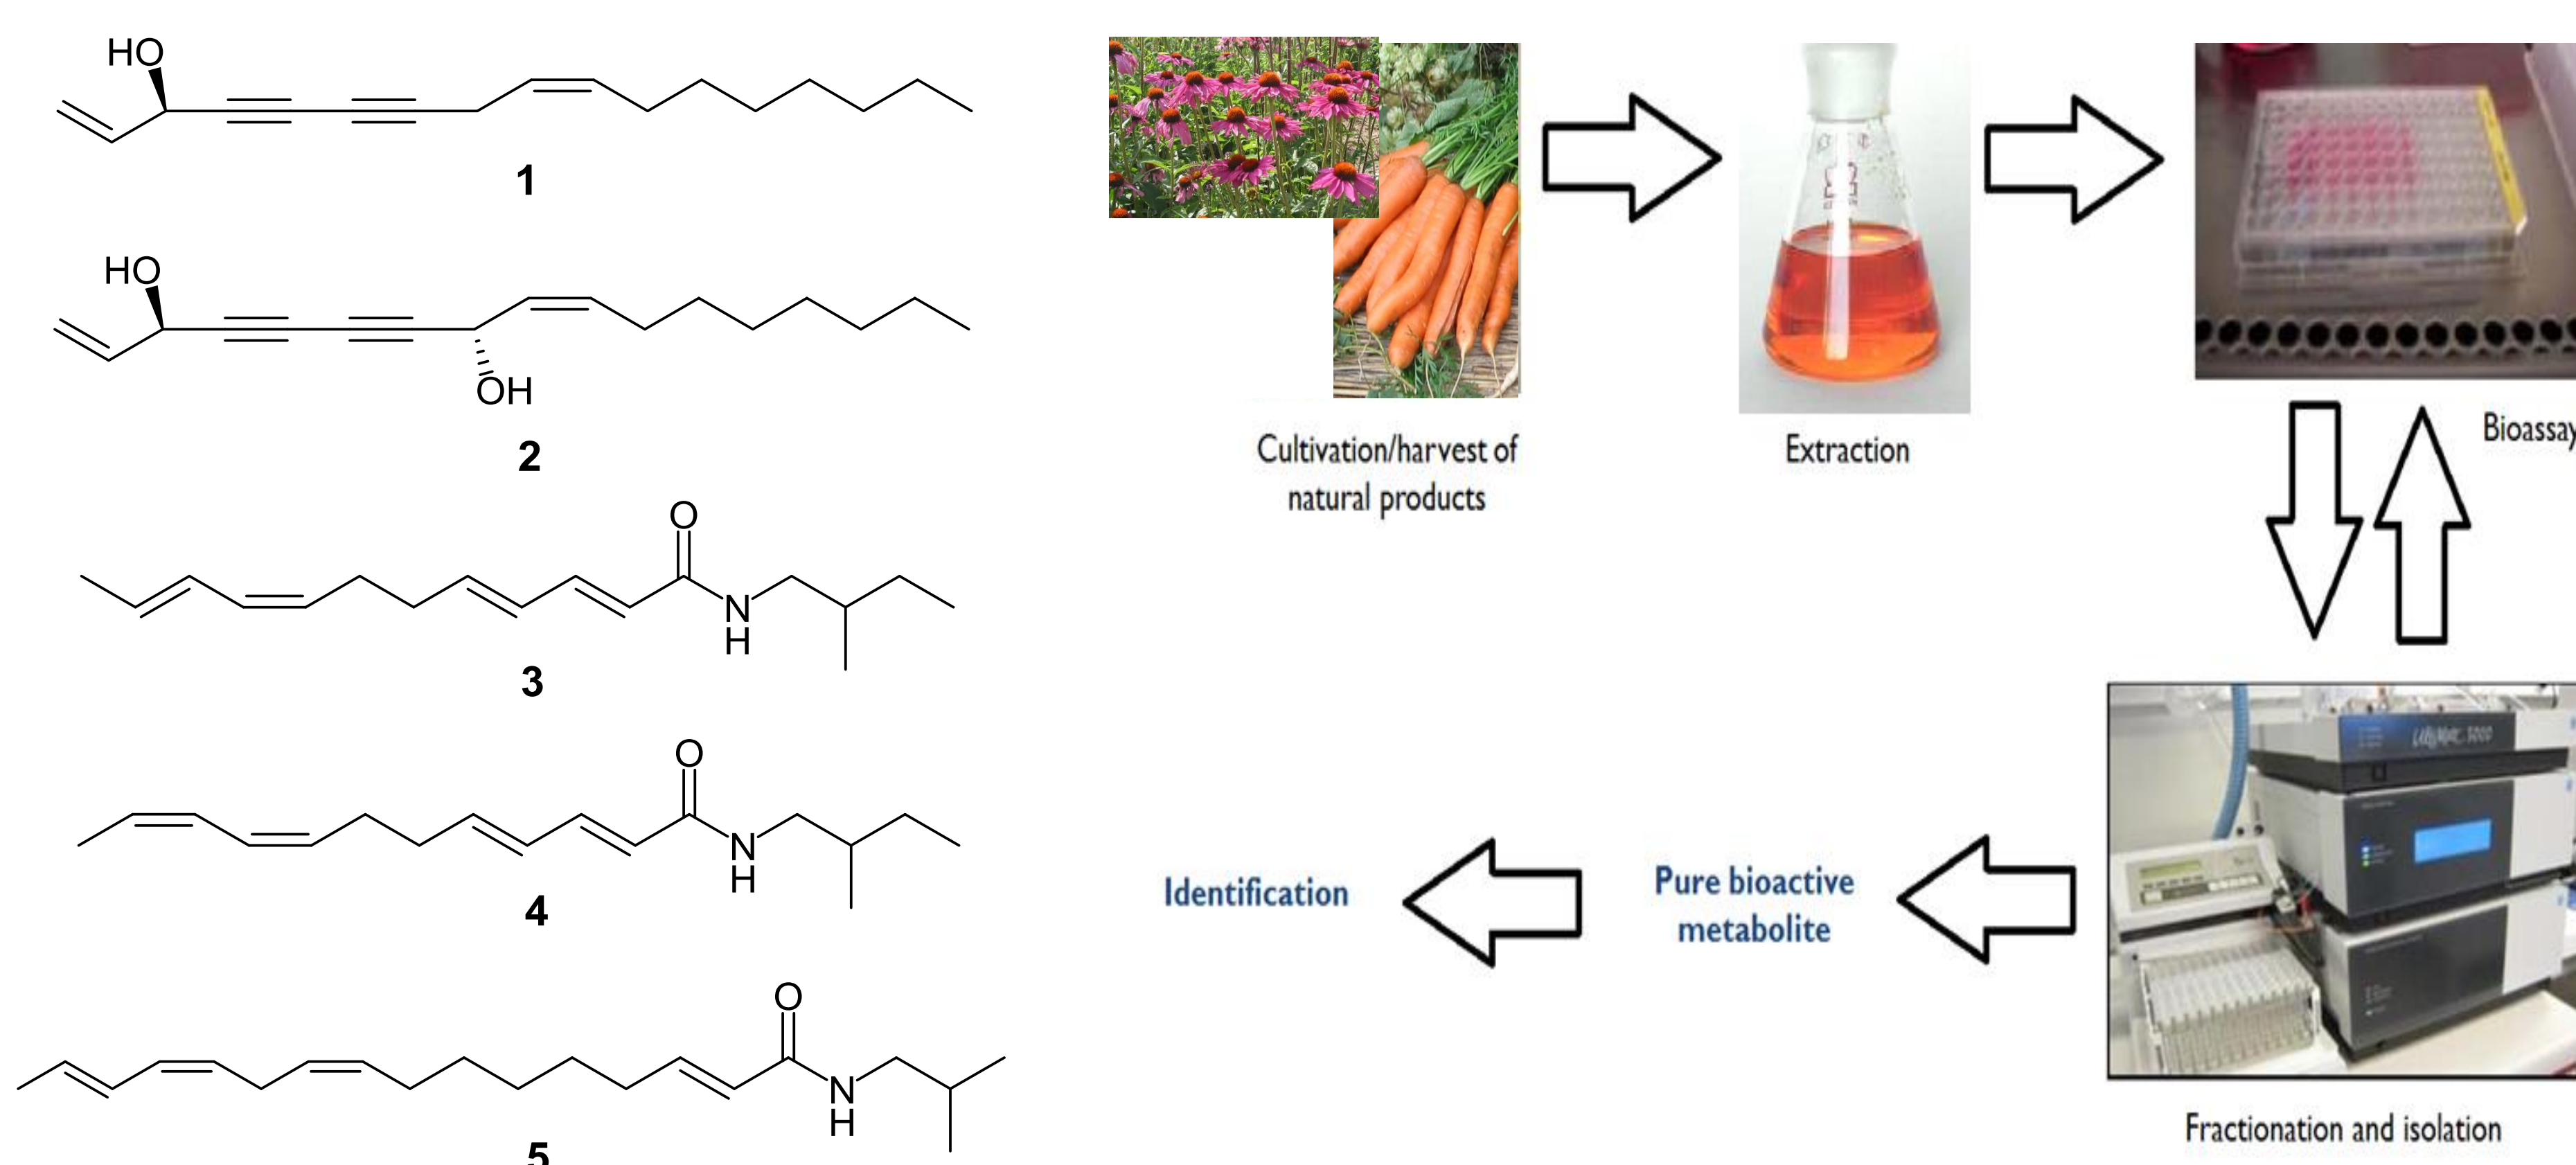 HO
1
HO
OH
2
O
N
H
3
O
N
H
4
O
N
H
5
Cultivation/harvest of
natural products
Extraction
Bioassay
Fractionation and isolation
Pure bioactive
metabolite
Identification